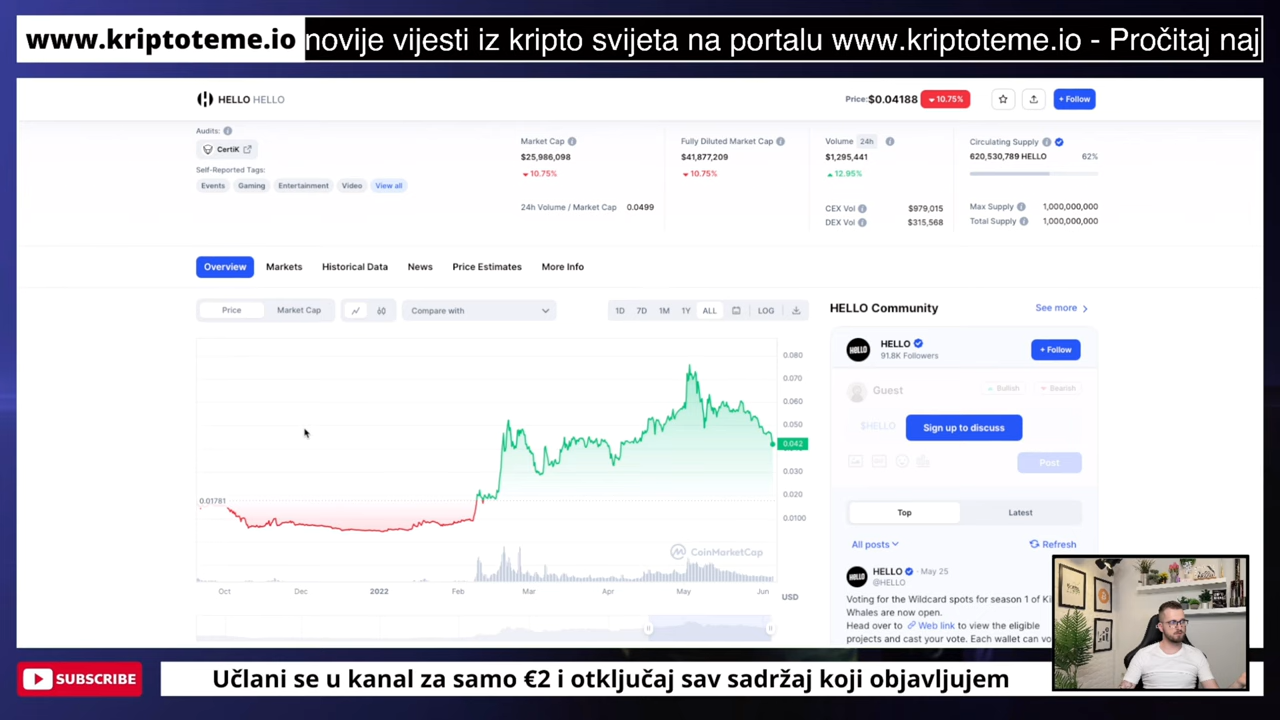 www.kriptoteme.io novije vijesti iz kripto svijeta na portalu www.kriptoteme.io - Pročitaj naj
HELLO HELLO
Price:$0.04188 10.75% + Follow
Audits:
CertiK
Self-Reported Tags:
Events Gaming Entertainment Video View all
Market Cap
$25,986,098
10.75%
24h Volume / Market Cap 0.0499
Fully Diluted Market Cap
$41,877,209
10.75%
Volume 24h
$1,295,441
12.95%
CEX Vol $979,015
DEX Vol $315,568
Circulating Supply
620,530,789 HELLO 62%
Max Supply 1,000,000,000
Total Supply 1,000,000,000
Overview Markets Historical Data News Price Estimates More Info
Price Market Cap Compare with 1D 7D 1M 1Y ALL LOG
0.080
0.070
0.060
0.050
0.042
0.030
0.020
0.0100
0.01781
CoinMarketCap
Oct Dec 2022 Feb Mar Apr May Jun USD
HELLO Community See more
HELLO + Follow
91.8K Followers
Guest Bullish Bearish
$HELLO Sign up to discuss
Post
Top Latest
All posts Refresh
HELLO · May 25
@HELLO
Voting for the Wildcard spots for season 1 of
Whales are now open.
Head over to Web link to view the eligible
projects and cast your vote. Each wallet can
SUBSCRIBE Učlani se u kanal za samo €2 i otključaj sav sadržaj koji objavljujem